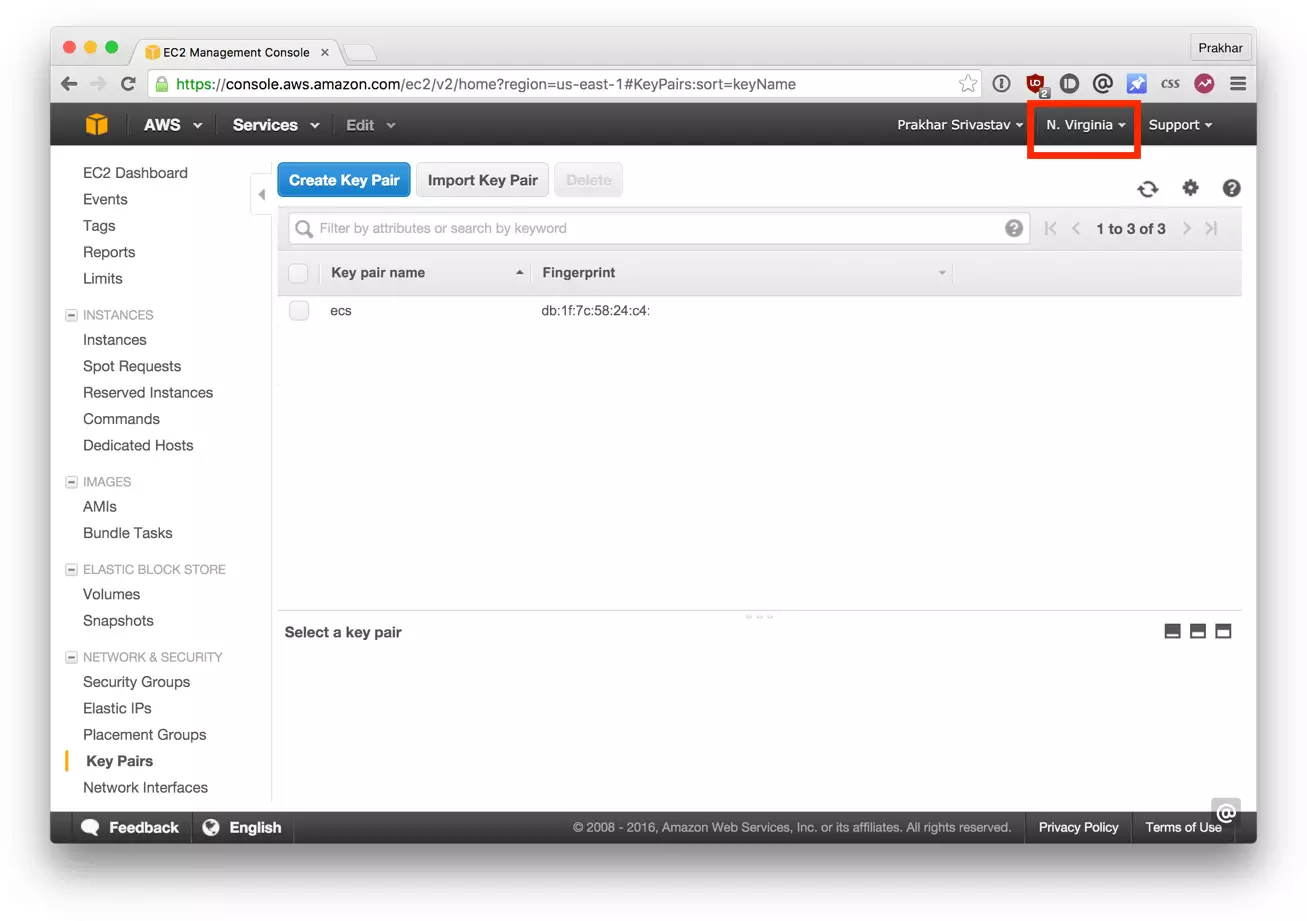 EC2 Management Console
Prakhar
https://console.aws.amazon.com/ec2/v2/home?region=us-east-1#KeyPairs:sort=keyName
2
css
AWS Services Edit Prakhar Srivastav N. Virginia Support
EC2 Dashboard
Events
Tags
Reports
Limits
INSTANCES
Instances
Spot Requests
Reserved Instances
Commands
Dedicated Hosts
IMAGES
AMIs
Bundle Tasks
ELASTIC BLOCK STORE
Volumes
Snapshots
NETWORK & SECURITY
Security Groups
Elastic IPs
Placement Groups
Key Pairs
Network Interfaces
Create Key Pair Import Key Pair Delete
Filter by attributes or search by keyword
1 to 3 of 3
Key pair name Fingerprint
ecs db:1f:7c:58:24:c4:
Select a key pair
Feedback English © 2008 - 2016, Amazon Web Services, Inc. or its affiliates. All rights reserved. Privacy Policy Terms of Use
@